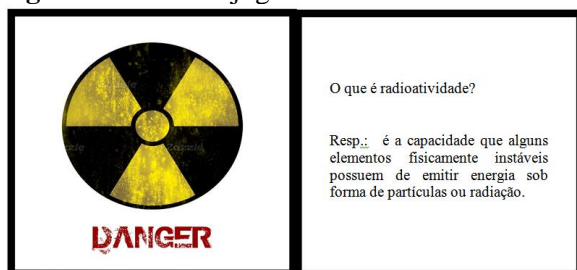 DANGER
O que é radioatividade?
Resp.: é a capacidade que alguns
elementos fisicamente instáveis
possuem de emitir energia sob
forma de partículas ou radiação.